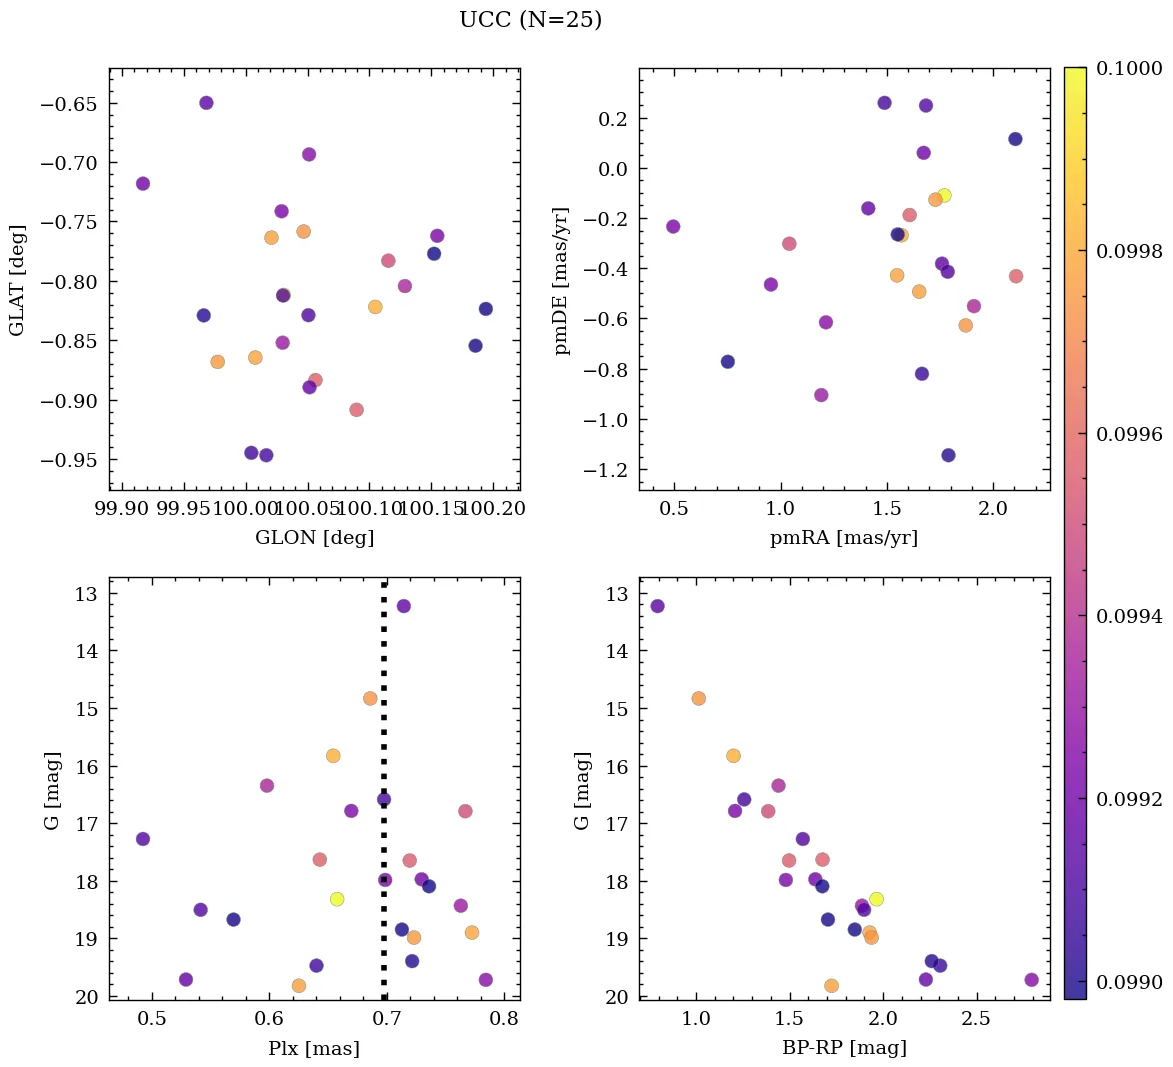 UCC (N=25)
−0.65
−0.70
−0.75
−0.80
−0.85
−0.90
−0.95
GLAT [deg]
99.90 99.95 100.00 100.05 100.10 100.15 100.20
GLON [deg]
0.2
0.0
−0.2
−0.4
−0.6
−0.8
−1.0
−1.2
pmDE [mas/yr]
0.5 1.0 1.5 2.0
pmRA [mas/yr]
13
14
15
16
17
18
19
20
G [mag]
0.5 0.6 0.7 0.8
Plx [mas]
13
14
15
16
17
18
19
20
G [mag]
1.0 1.5 2.0 2.5
BP-RP [mag]
0.1000
0.0998
0.0996
0.0994
0.0992
0.0990